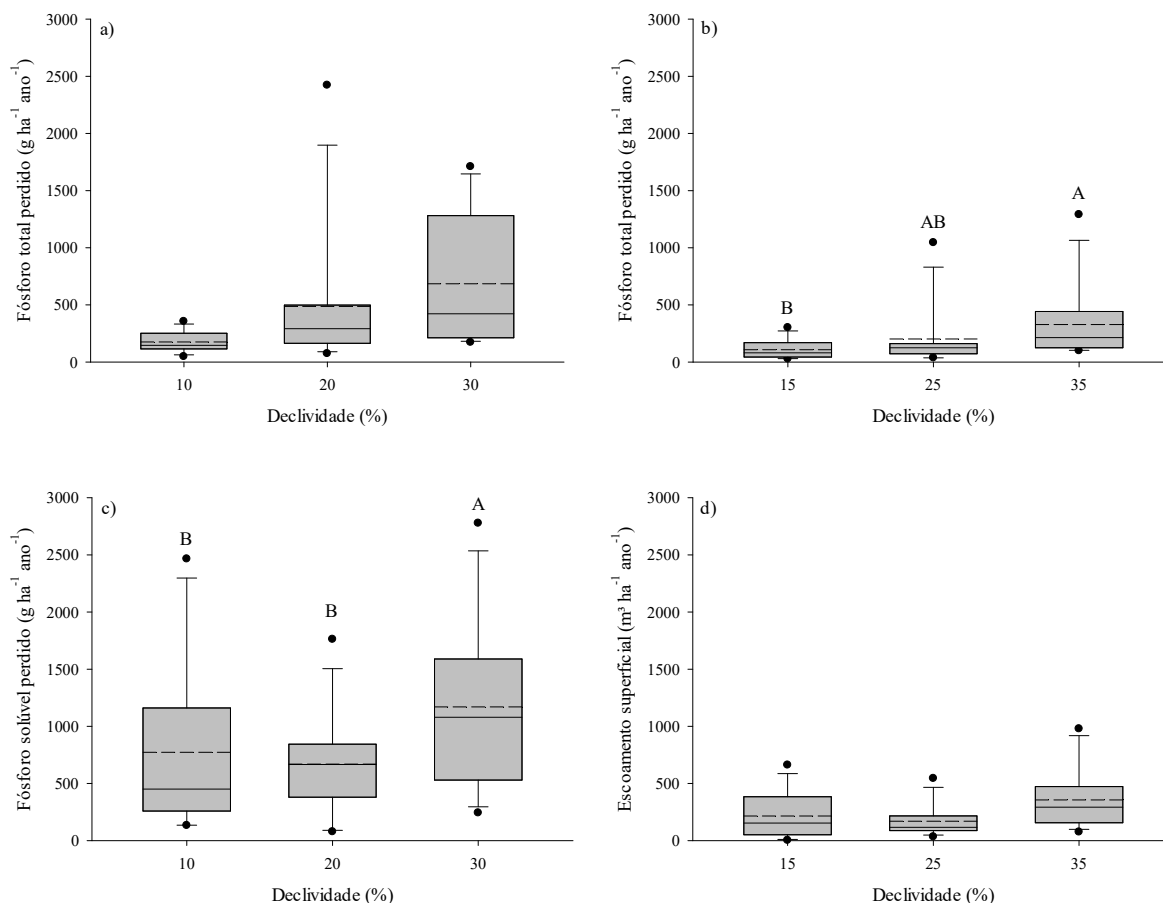 a)
Fósforo total perdido (g ha⁻¹ ano⁻¹)
3000
2500
2000
1500
1000
500
0
10 20 30
Declividade (%)
b)
Fósforo total perdido (g ha⁻¹ ano⁻¹)
3000
2500
2000
1500
1000
500
0
B AB A
15 25 35
Declividade (%)
c)
Fósforo solúvel perdido (g ha⁻¹ ano⁻¹)
3000
2500
2000
1500
1000
500
0
B B A
10 20 30
Declividade (%)
d)
Escoamento superficial (m³ ha⁻¹ ano⁻¹)
3000
2500
2000
1500
1000
500
0
15 25 35
Declividade (%)